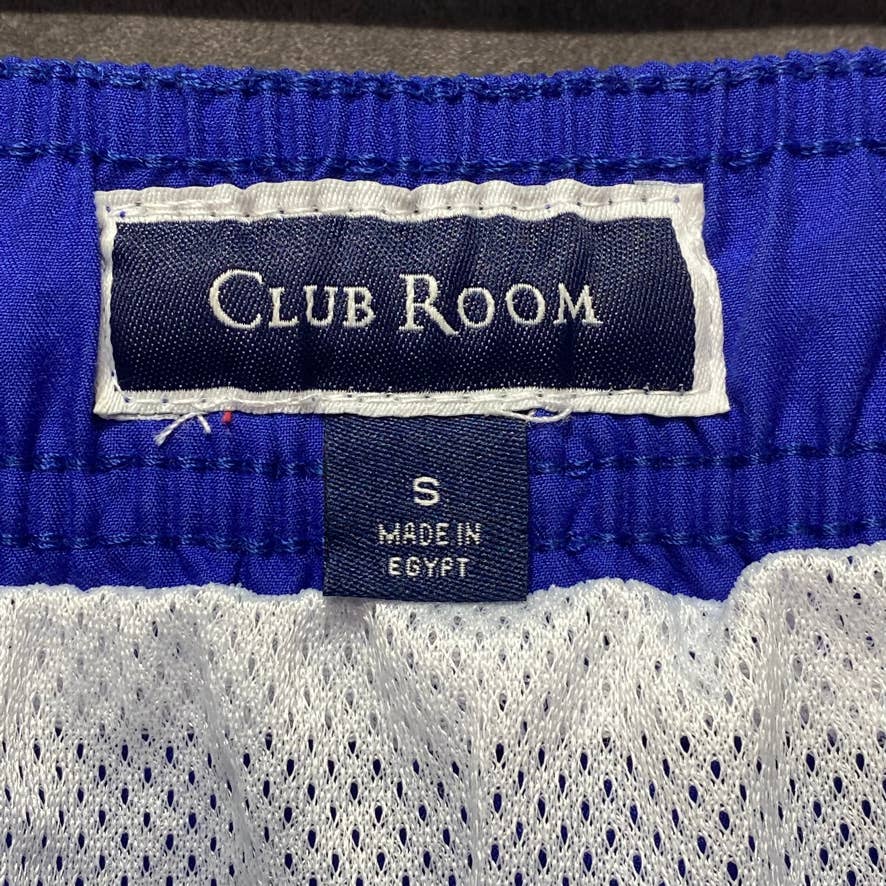 CLUB ROOM
S
MADE IN
EGYPT